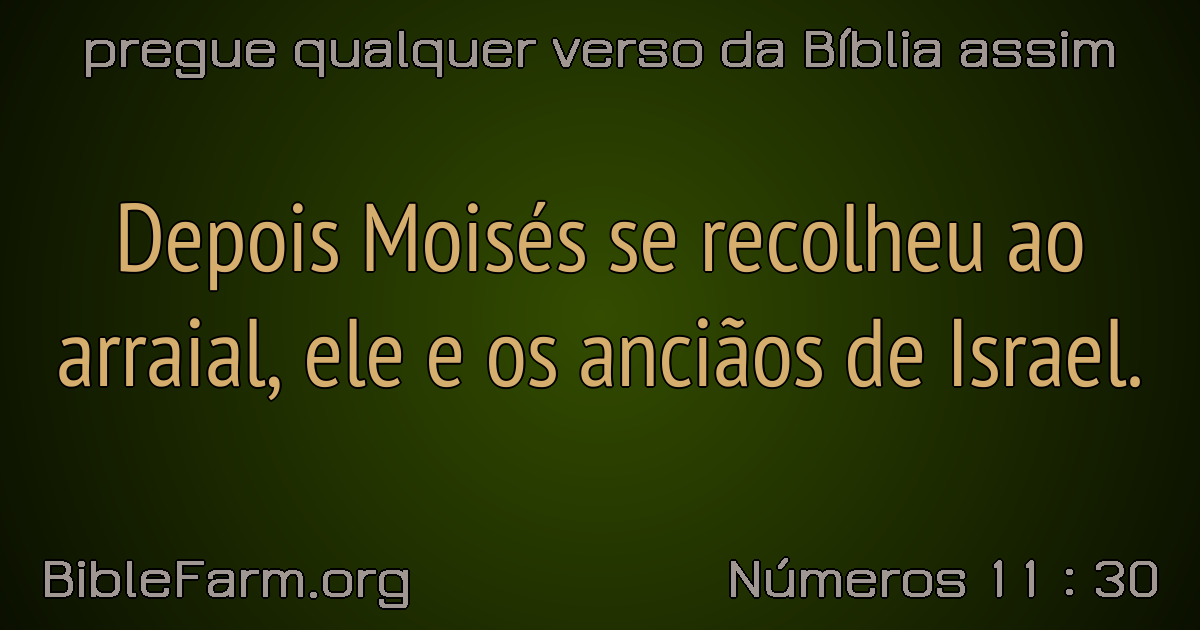 pregue qualquer verso da Bíblia assim
Depois Moisés se recolheu ao
arraial, ele e os anciãos de Israel.
BibleFarm.org
Números 11 : 30